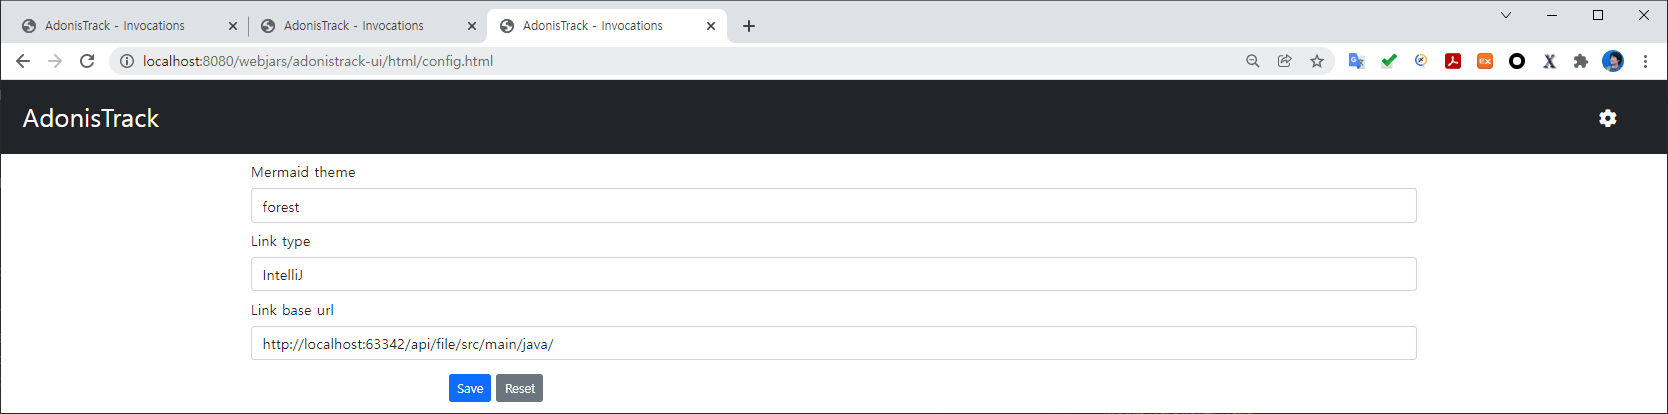 AdonisTrack - Invocations AdonisTrack - Invocations AdonisTrack - Invocations
localhost:8080/webjars/adonistrack-ui/html/config.html
AdonisTrack
Mermaid theme
forest
Link type
IntelliJ
Link base url
http://localhost:63342/api/file/src/main/java/
Save Reset